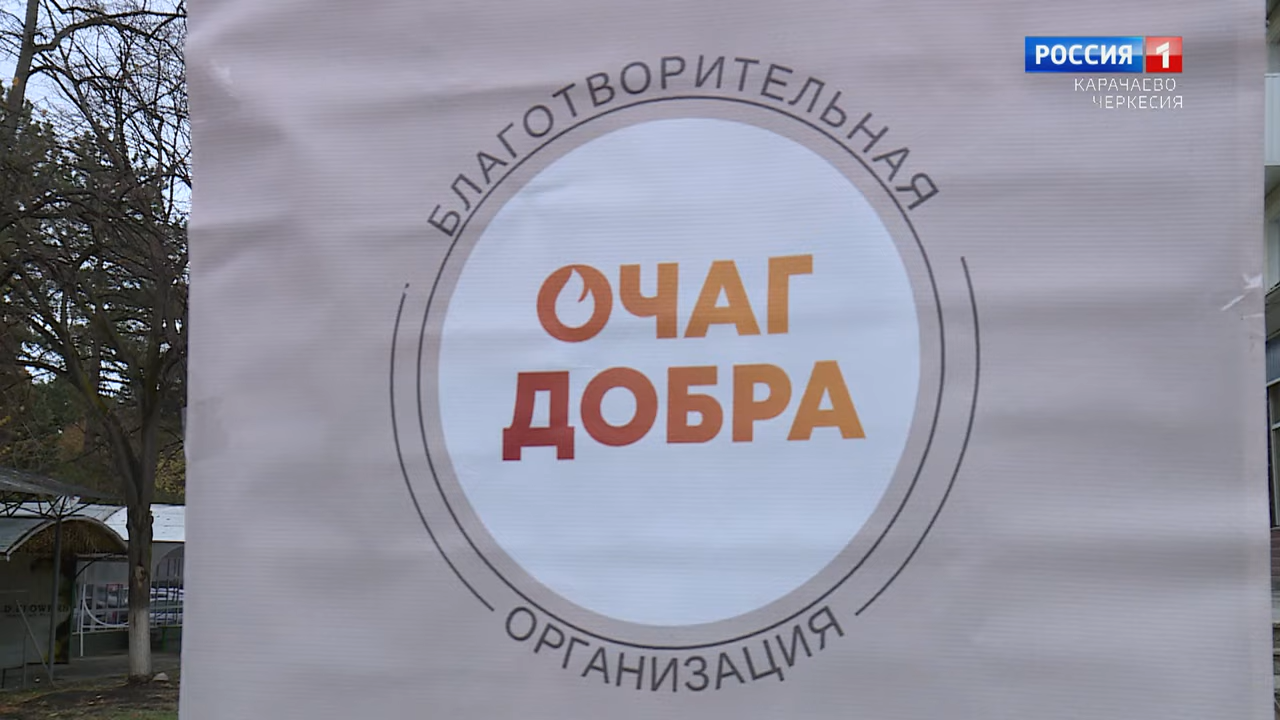 РОССИЯ 1
КАРАЧАЕВО
ЧЕРКЕСИЯ
БЛАГОТВОРИТЕЛЬНАЯ
ОЧАГ
ДОБРА
ОРГАНИЗАЦИЯ